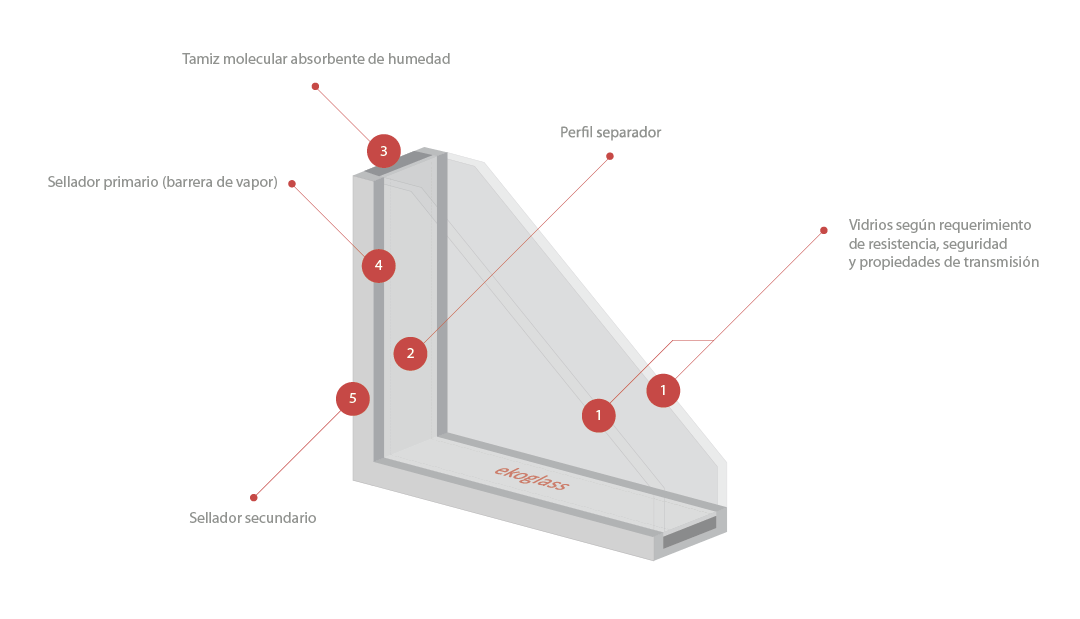 Tamiz molecular absorbente de humedad
Perfil separador
3
Sellador primario (barrera de vapor)
Vidrios según requerimiento
de resistencia, seguridad
y propiedades de transmisión
4
2
1
5
1
ekoglass
Sellador secundario